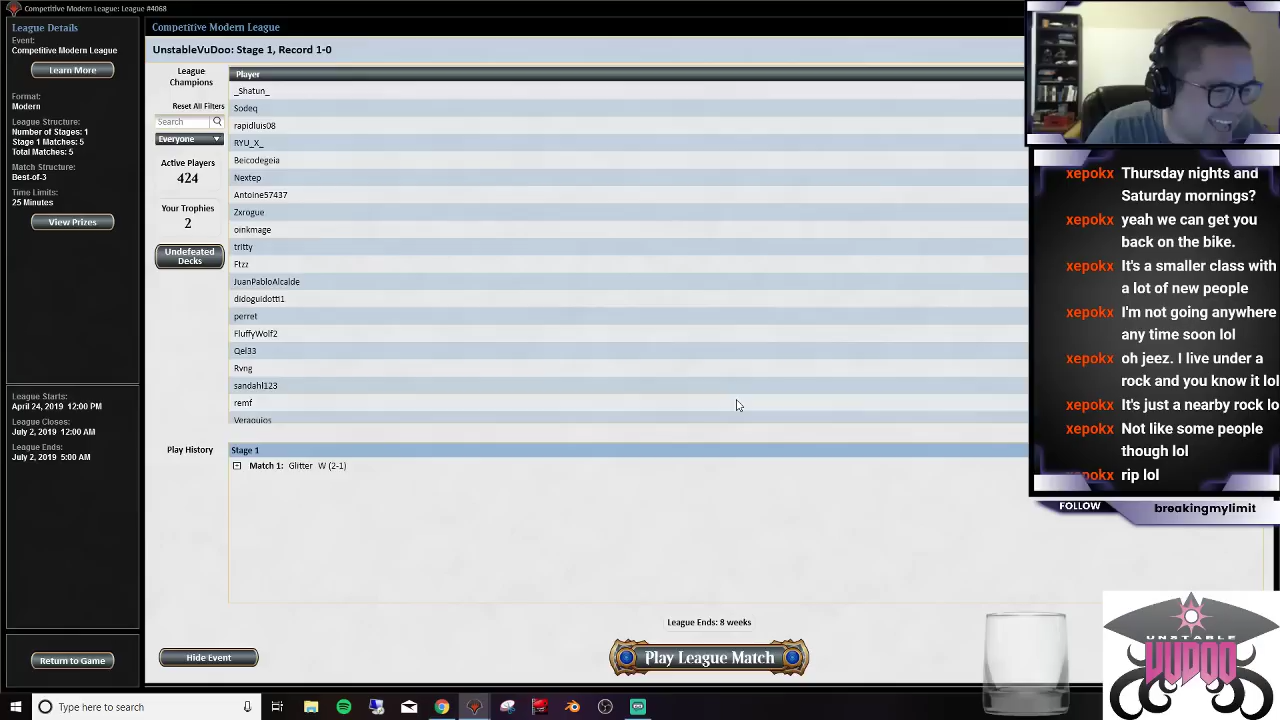 Competitive Modern League: League #4068
League Details
Event:
Competitive Modern League
Learn More
Format:
Modern
League Structure:
Number of Stages: 1
Stage 1 Matches: 5
Total Matches: 5
Match Structure:
Best-of-3
Time Limits:
25 Minutes
View Prizes
League Starts:
April 24, 2019 12:00 PM
League Closes:
July 2, 2019 12:00 AM
League Ends:
July 2, 2019 5:00 AM
Return to Game
Competitive Modern League
UnstableVuDoo: Stage 1, Record 1-0
League
Champions
Reset All Filters
Search
Everyone
Active Players
424
Your Trophies
2
Undefeated
Decks
Player
_Shatun_
Sodeq
rapidluis08
RYU_X_
Beicodegeia
Nextep
Antoine57437
Zxrogue
oinkmage
tritty
Ftzz
JuanPabloAlcalde
didoguidotti1
perret
FluffyWolf2
Qel33
Rvng
sandahl123
remf
Veraquios
Play History
Stage 1
Match 1: Glitter W (2-1)
League Ends: 8 weeks
Hide Event
Play League Match
xepokx Thursday nights and
Saturday mornings?
xepokx yeah we can get you
back on the bike.
xepokx It's a smaller class with
a lot of new people
xepokx I'm not going anywhere
any time soon lol
xepokx oh jeez. I live under a
rock and you know it lol
xepokx It's just a nearby rock lo
xepokx Not like some people
though lol
xepokx rip lol
FOLLOW breakingmylimit
UNSTABLE
VUDOO
Type here to search